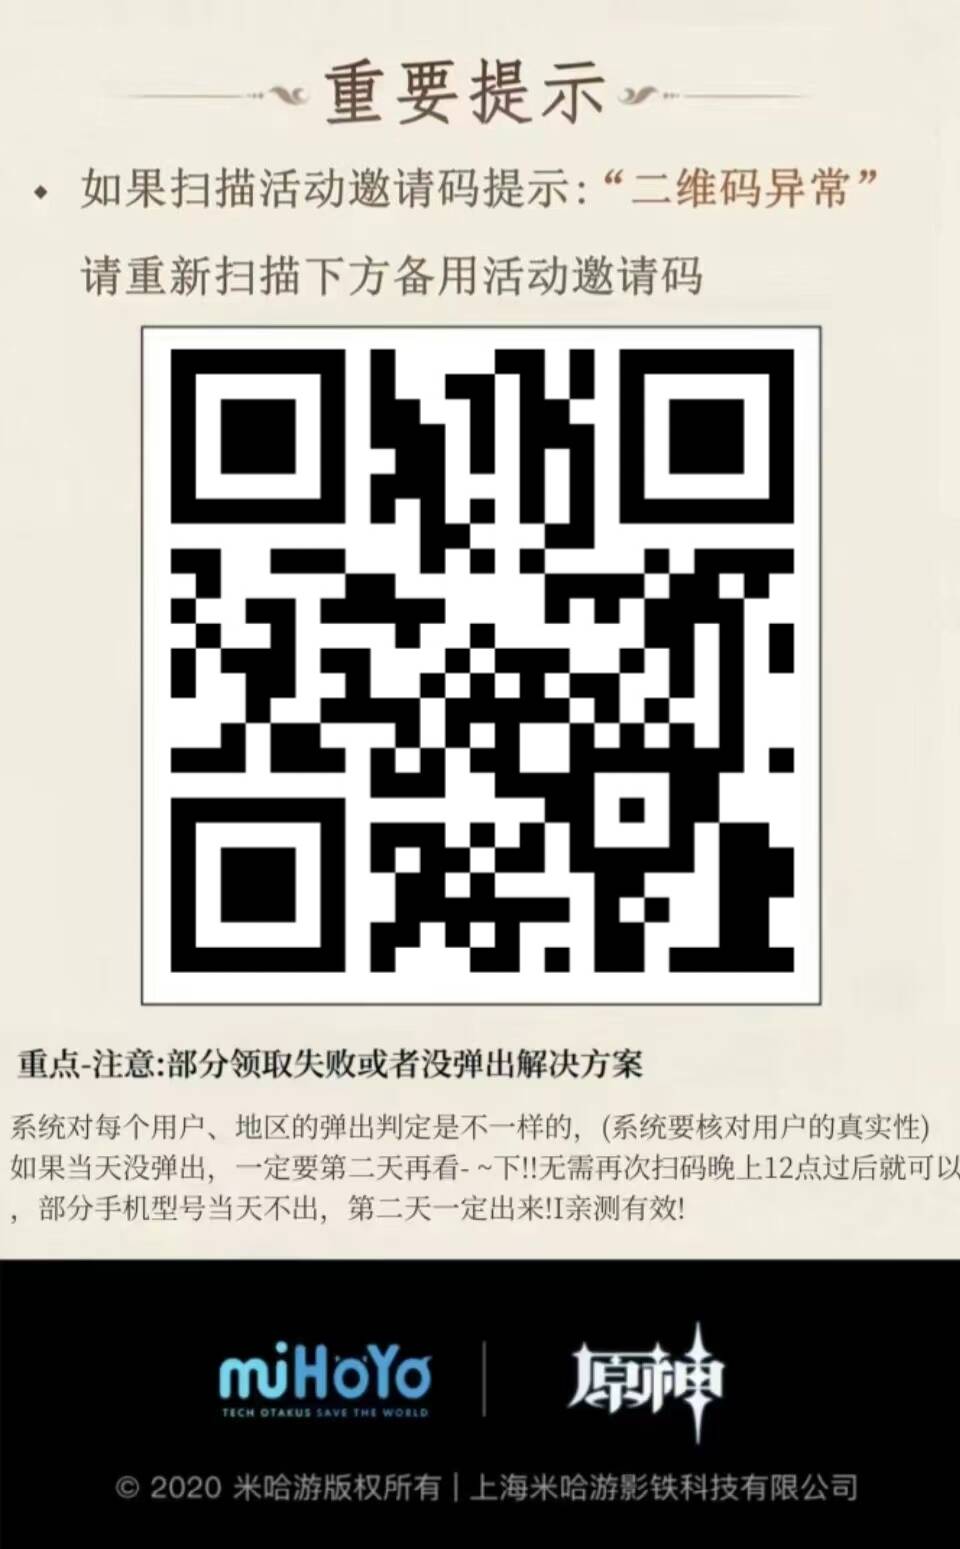 重要提示
如果扫描活动邀请码提示:“二维码异常”
请重新扫描下方备用活动邀请码
重点-注意:部分领取失败或者没弹出解决方案
系统对每个用户、地区的弹出判定是不一样的,(系统要核对用户的真实性)
如果当天没弹出,一定要第二天再看- ~下!!无需再次扫码晚上12点过后就可以
,部分手机型号当天不出,第二天一定出来!I亲测有效!
miHoYo
TECH OTAKUS SAVE THE WORLD
原神
© 2020 米哈游版权所有 | 上海米哈游影铁科技有限公司